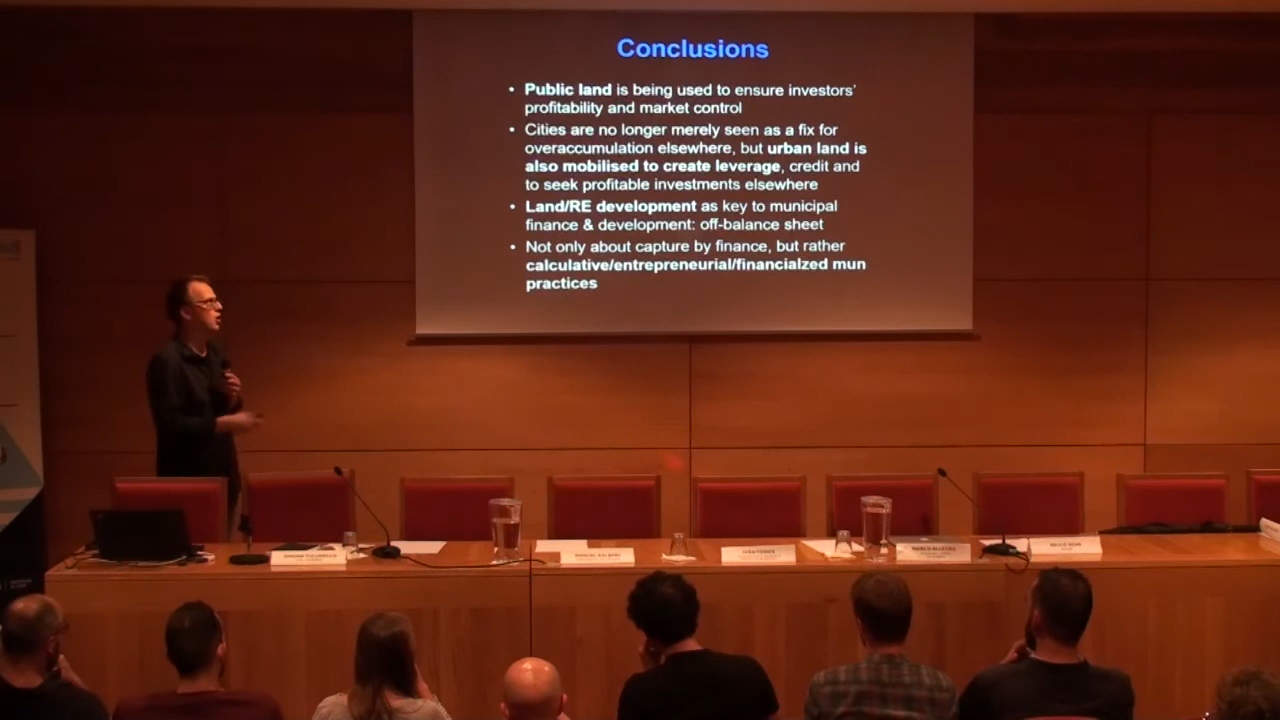 Conclusions
• Public land is being used to ensure investors'
profitability and market control
• Cities are no longer merely seen as a fix for
overaccumulation elsewhere, but urban land is
also mobilised to create leverage, credit and
to seek profitable investments elsewhere
• Land/RE development as key to municipal
finance & development: off-balance sheet
• Not only about capture by finance, but rather
calculative/entrepreneurial/financialzed mun
practices